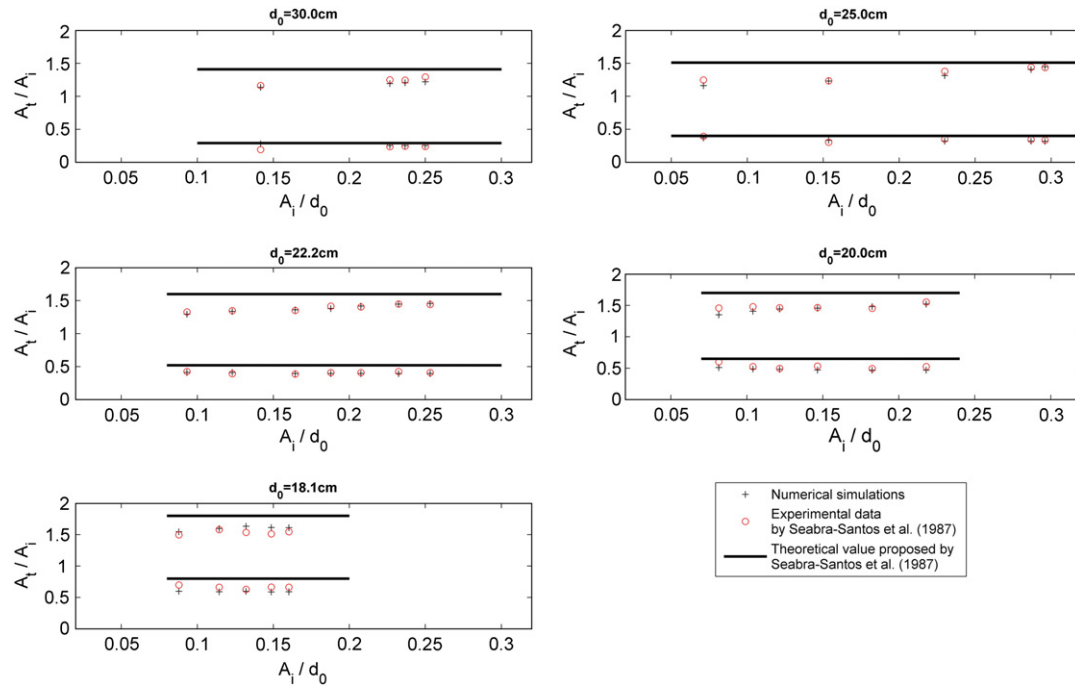 d0=30.0cm
2
1.5
1
0.5
0
At / Ai
0.05 0.1 0.15 0.2 0.25 0.3
Ai / d0
d0=25.0cm
2
1.5
1
0.5
0
At / Ai
0.05 0.1 0.15 0.2 0.25 0.3
Ai / d0
d0=22.2cm
2
1.5
1
0.5
0
At / Ai
0.05 0.1 0.15 0.2 0.25 0.3
Ai / d0
d0=20.0cm
2
1.5
1
0.5
0
At / Ai
0.05 0.1 0.15 0.2 0.25 0.3
Ai / d0
d0=18.1cm
2
1.5
1
0.5
0
At / Ai
0.05 0.1 0.15 0.2 0.25 0.3
Ai / d0
Numerical simulations
Experimental data
by Seabra-Santos et al. (1987)
Theoretical value proposed by
Seabra-Santos et al. (1987)